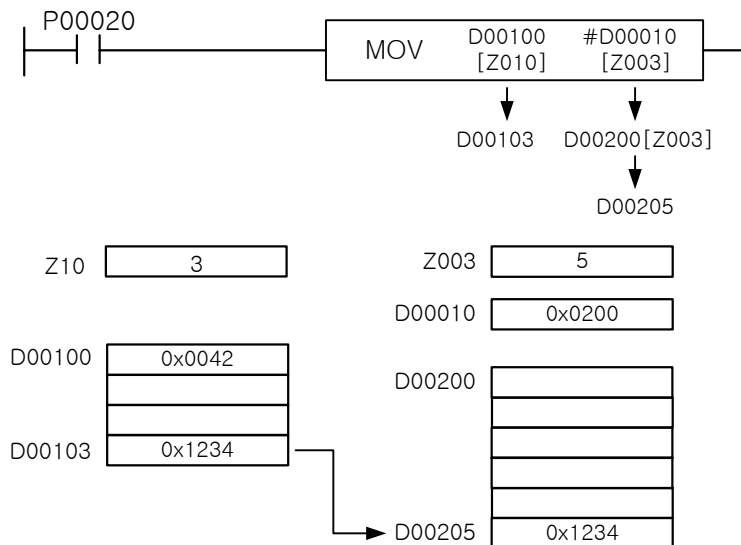 P00020
MOV D00100 #D00010
[Z010] [Z003]
D00103 D00200[Z003]
D00205
Z10 3 Z003 5
D00010 0x0200
D00100 0x0042 D00200
D00103 0x1234
D00205 0x1234